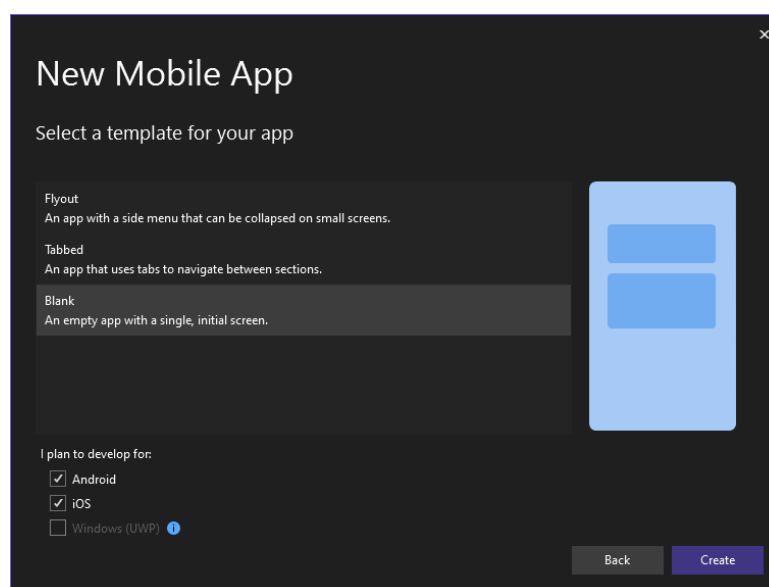 New Mobile App
Select a template for your app
Flyout
An app with a side menu that can be collapsed on small screens.
Tabbed
An app that uses tabs to navigate between sections.
Blank
An empty app with a single, initial screen.
I plan to develop for:
Android
iOS
Windows (UWP)
Back Create